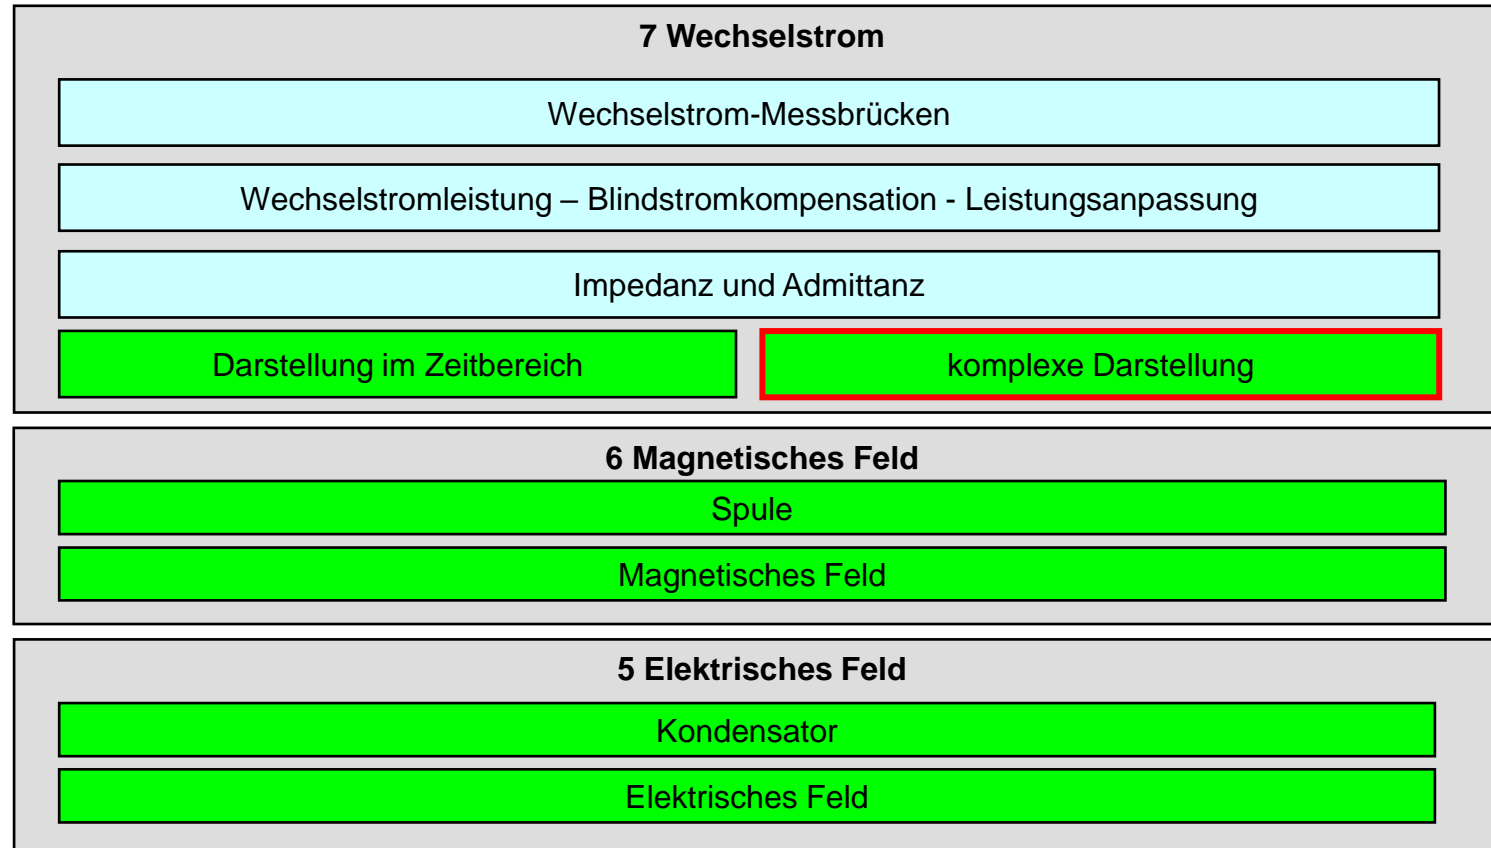 7 Wechselstrom
Wechselstrom-Messbrücken
Wechselstromleistung – Blindstromkompensation - Leistungsanpassung
Impedanz und Admittanz
Darstellung im Zeitbereich
komplexe Darstellung
6 Magnetisches Feld
Spule
Magnetisches Feld
5 Elektrisches Feld
Kondensator
Elektrisches Feld